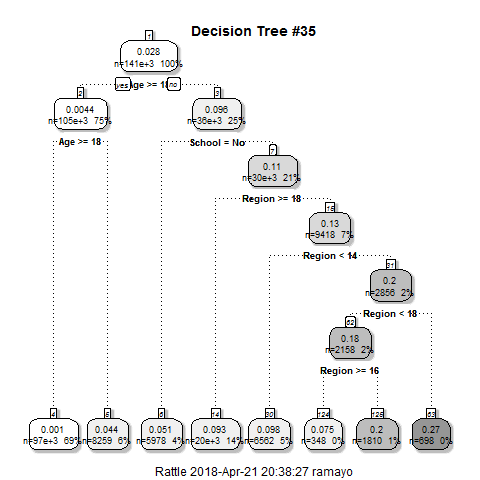 Decision Tree #35
1
0.028
n=141e+3 100%
yes Age >= 18 no
2
0.0044
n=105e+3 75%
3
0.096
n=36e+3 25%
Age >= 18
School = No
7
0.11
n=30e+3 21%
Region >= 18
15
0.13
n=9418 7%
Region < 14
31
0.2
n=2856 2%
Region < 18
62
0.18
n=2158 2%
Region >= 16
4
0.001
n=97e+3 69%
5
0.044
n=8259 6%
6
0.051
n=5978 4%
14
0.093
n=20e+3 14%
30
0.098
n=6562 5%
124
0.075
n=348 0%
125
0.2
n=1810 1%
63
0.27
n=698 0%
Rattle 2018-Apr-21 20:38:27 ramayo